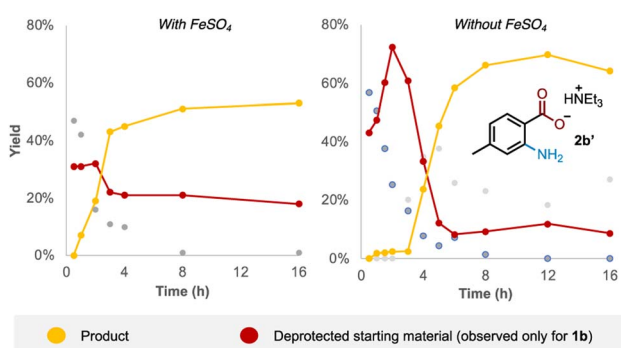 With FeSO₄
80%
60%
40%
20%
0%
Yield
0
4
8
12
16
Time (h)
Without FeSO₄
80%
60%
40%
20%
0%
0
4
8
12
16
Time (h)
O
O⁻
HNEt₃⁺
NH₂
2b’
Product
Deprotected starting material (observed only for 1b)